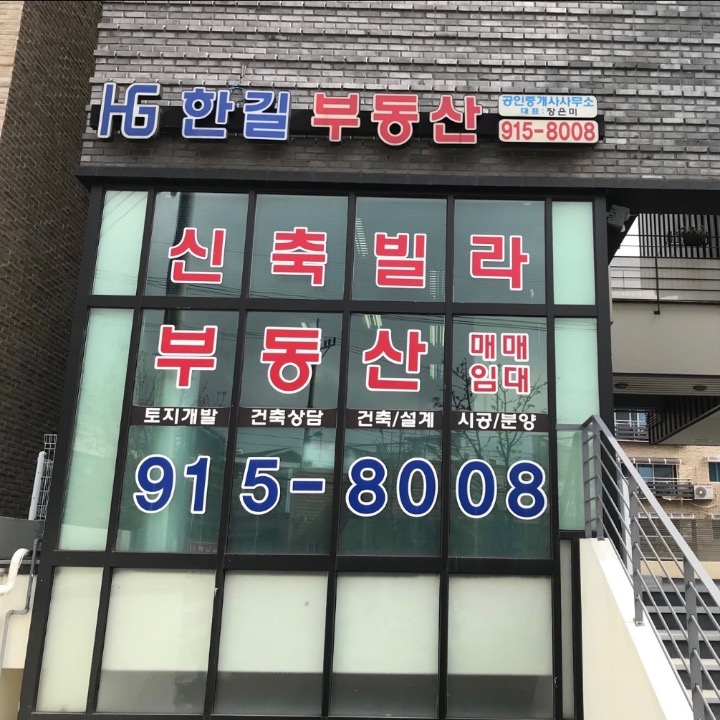 HG 한길 부동산
공인중개사사무소
대표:장은미
915-8008
신축빌라
부동산 매매
임대
토지개발 건축상담 건축/설계 시공/분양
915-8008